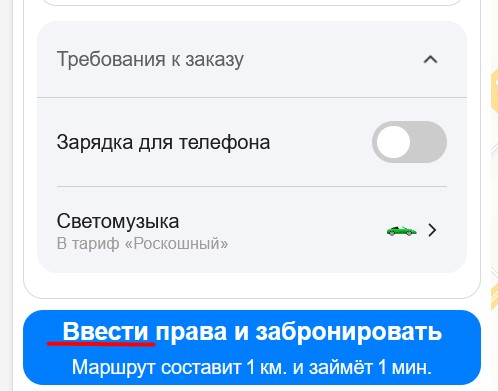 Требования к заказу
Зарядка для телефона
Светомузыка
В тариф «Роскошный»
Ввести права и забронировать
Маршрут составит 1 км. и займёт 1 мин.